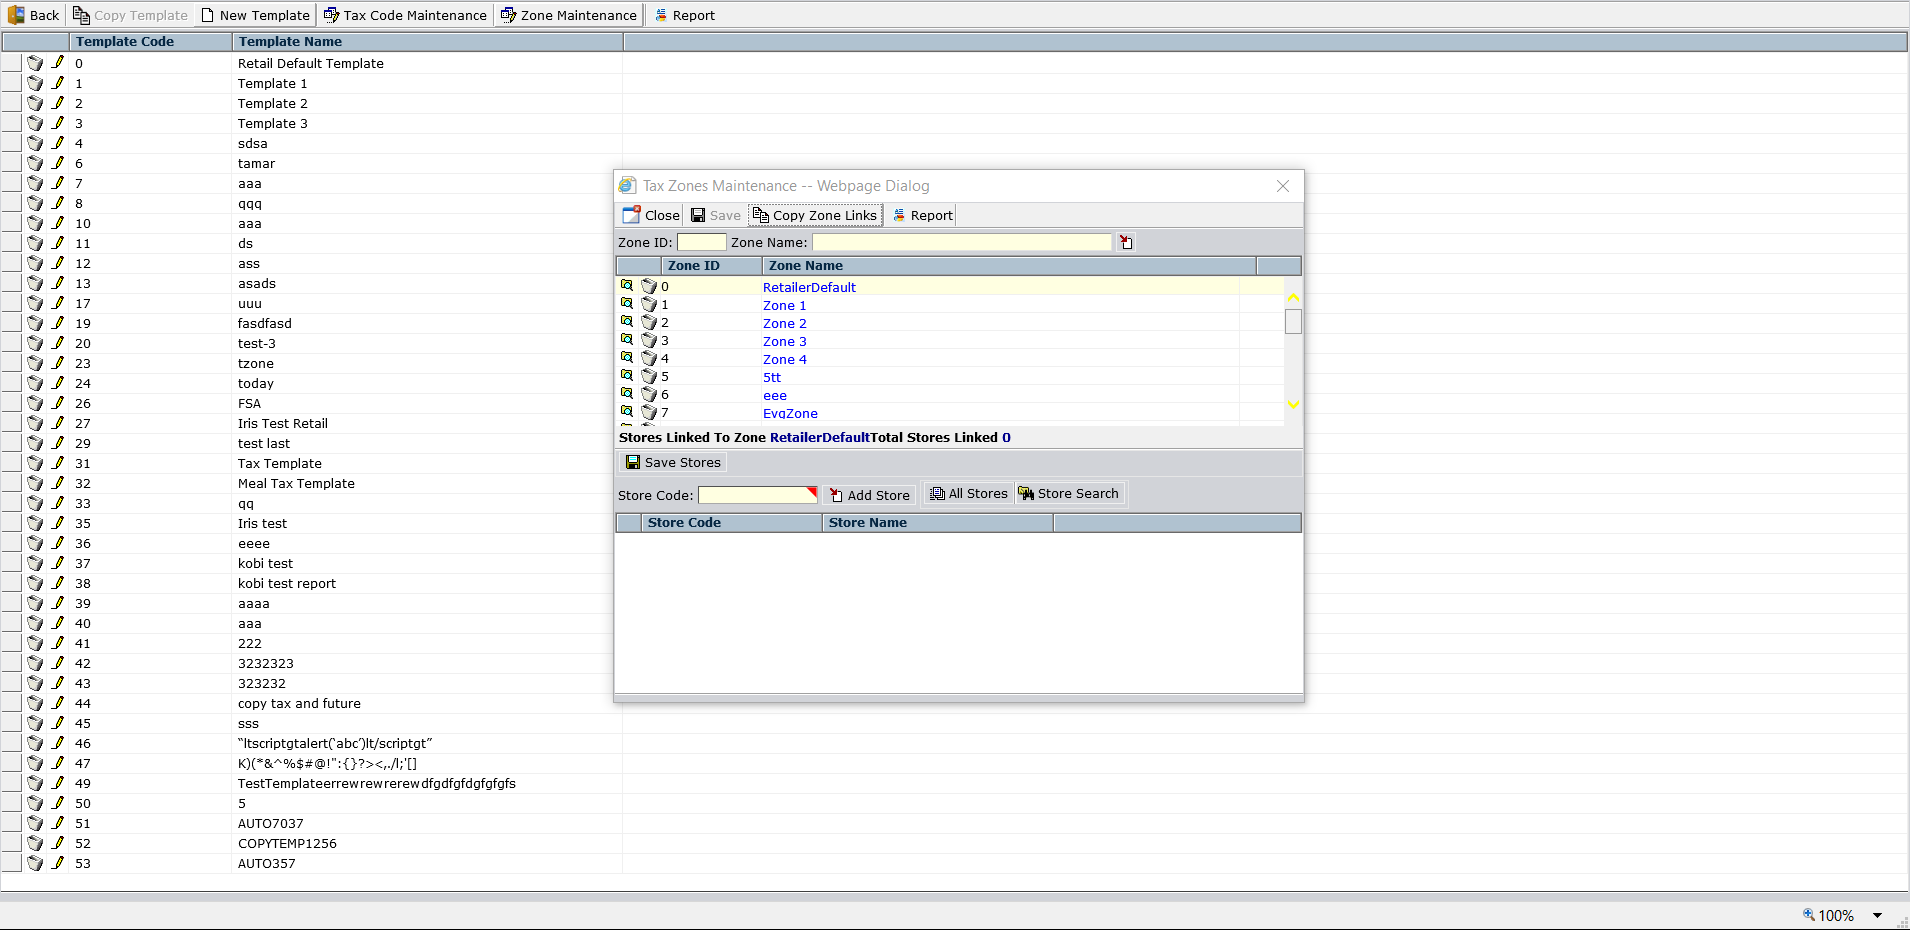 Back Copy Template New Template Tax Code Maintenance Zone Maintenance Report
Template Code Template Name
0 Retail Default Template
1 Template 1
2 Template 2
3 Template 3
4 sdsa
6 tamar
7 aaa
8 qqq
10 aaa
11 ds
12 ass
13 asads
17 uuu
19 fasdfasd
20 test-3
23 tzone
24 today
26 FSA
27 Iris Test Retail
29 test last
31 Tax Template
32 Meal Tax Template
33 qq
35 Iris test
36 eeee
37 kobi test
38 kobi test report
39 aaaa
40 aaa
41 222
42 3232323
43 323232
44 copy tax and future
45 sss
46 “ltscriptgtalert(‘abc’)lt/scriptgt”
47 K)(*&^%$#@!":{}?><,./l;'[]
49 TestTemplateerrewrewrerewdfgdfgfdgfgfgfs
50 5
51 AUTO7037
52 COPYTEMP1256
53 AUTO357
Tax Zones Maintenance -- Webpage Dialog
Close Save Copy Zone Links Report
Zone ID: Zone Name:
Zone ID Zone Name
0 RetailerDefault
1 Zone 1
2 Zone 2
3 Zone 3
4 Zone 4
5 5tt
6 eee
7 EvgZone
Stores Linked To Zone RetailerDefaultTotal Stores Linked 0
Save Stores
Store Code: Add Store All Stores Store Search
Store Code Store Name
100%